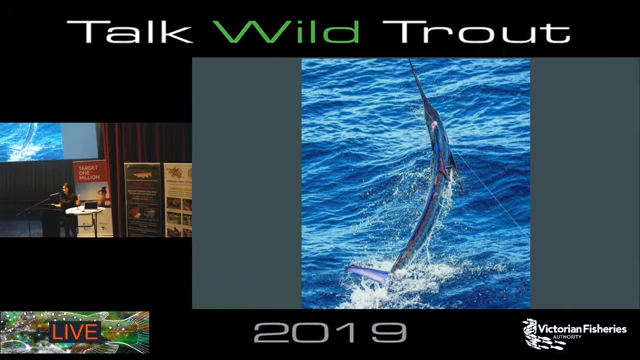 Talk Wild Trout
TARGET
ONE
MILLION
LIVE
2019
Victorian Fisheries
AUTHORITY